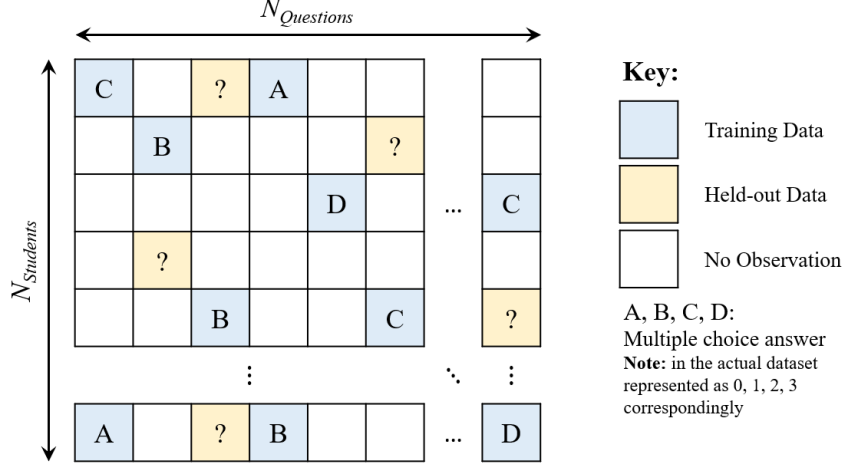 N_Questions
N_Students
C ? A
B ?
D ... C
?
B C ?
⋮ ⋱ ⋮
A ? B ... D
Key:
Training Data
Held-out Data
No Observation
A, B, C, D:
Multiple choice answer
Note: in the actual dataset
represented as 0, 1, 2, 3
correspondingly